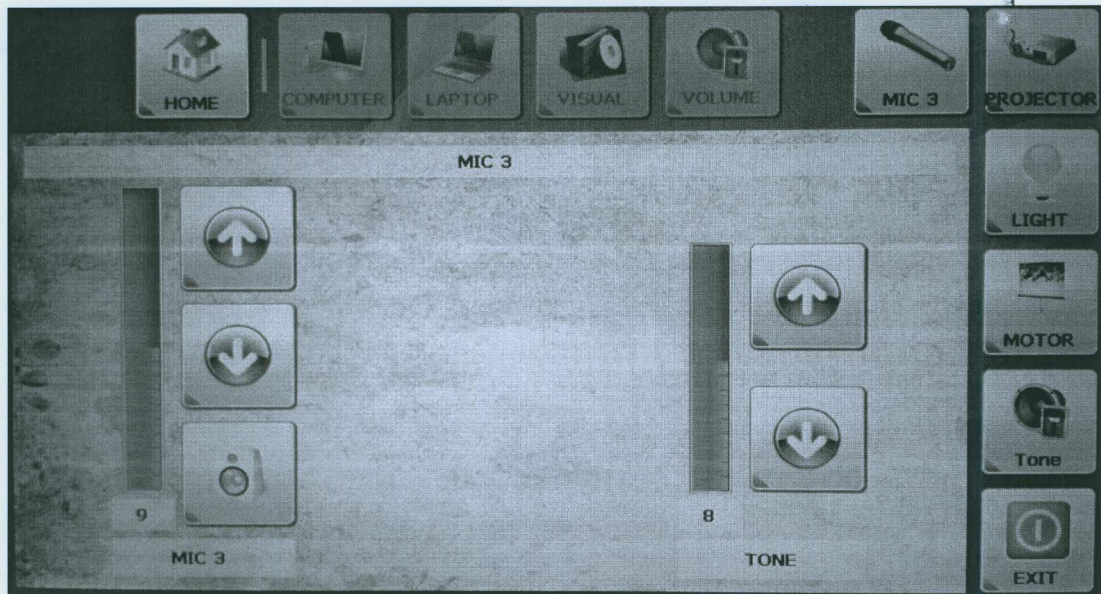 HOME
COMPUTER
LAPTOP
VISUAL
VOLUME
MIC 3
PROJECTOR
MIC 3
LIGHT
MOTOR
Tone
9
8
MIC 3
TONE
EXIT